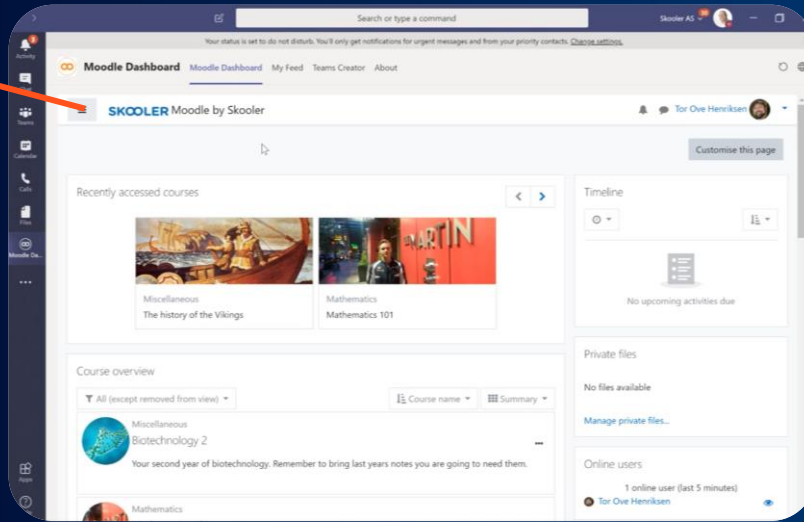 Search or type a command
Skooler AS
Your status is set to do not disturb. You'll only get notifications for urgent messages and from your priority contacts. Change settings.
Activity
3
Moodle Dashboard Moodle Dashboard My Feed Teams Creator About
Teams
Calendar
Calls
Files
Moodle Da...
Apps
SKOOLER Moodle by Skooler
Tor Ove Henriksen
Customise this page
Recently accessed courses
MARTIN
Miscellaneous
The history of the Vikings
Mathematics
Mathematics 101
Timeline
No upcoming activities due
Course overview
All (except removed from view)
Course name
Summary
Miscellaneous
Biotechnology 2
Your second year of biotechnology. Remember to bring last years notes you are going to need them.
Mathematics
Private files
No files available
Manage private files...
Online users
1 online user (last 5 minutes)
Tor Ove Henriksen